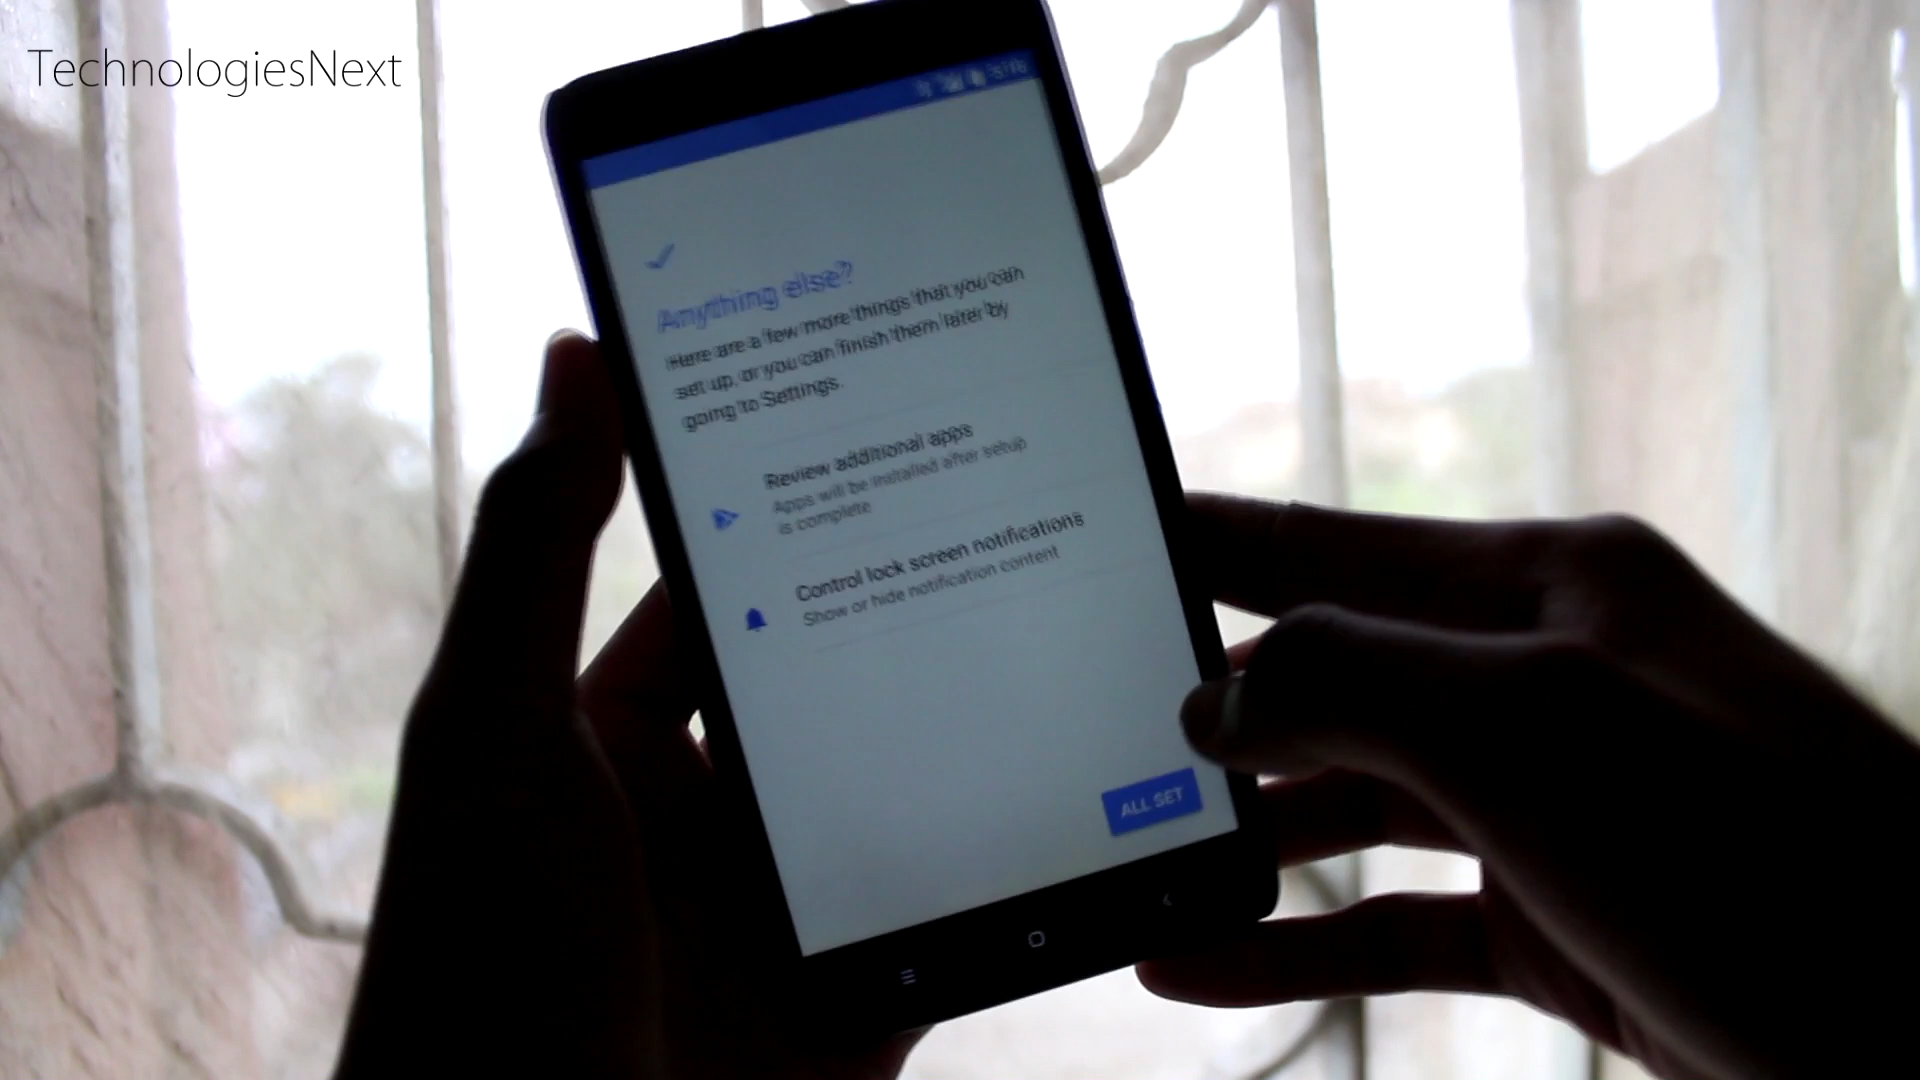 TechnologiesNext
Anything else?
Here are a few more things that you can
set up, or you can finish them later by
going to Settings.
Review additional apps
Apps will be installed after setup
is complete
Control lock screen notifications
Show or hide notification content
ALL SET